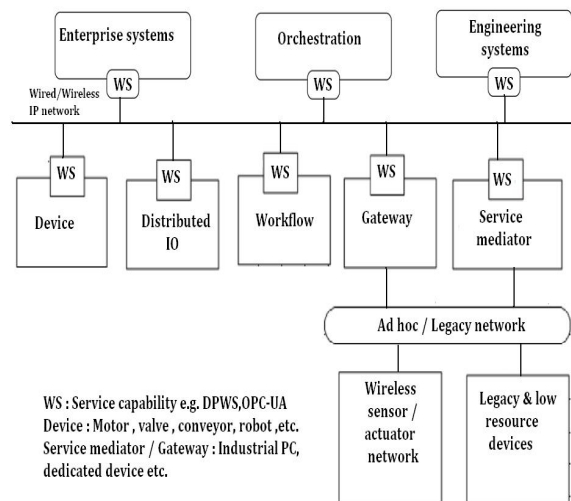 Enterprise systems
Orchestration
Engineering
systems
WS
WS
WS
Wired/Wireless
IP network
WS
WS
WS
WS
WS
Device
Distributed
IO
Workflow
Gateway
Service
mediator
Ad hoc / Legacy network
Wireless
sensor /
actuator
network
Legacy & low
resource
devices
WS : Service capability e.g. DPWS,OPC-UA
Device : Motor , valve , conveyor, robot ,etc.
Service mediator / Gateway : Industrial PC,
dedicated device etc.